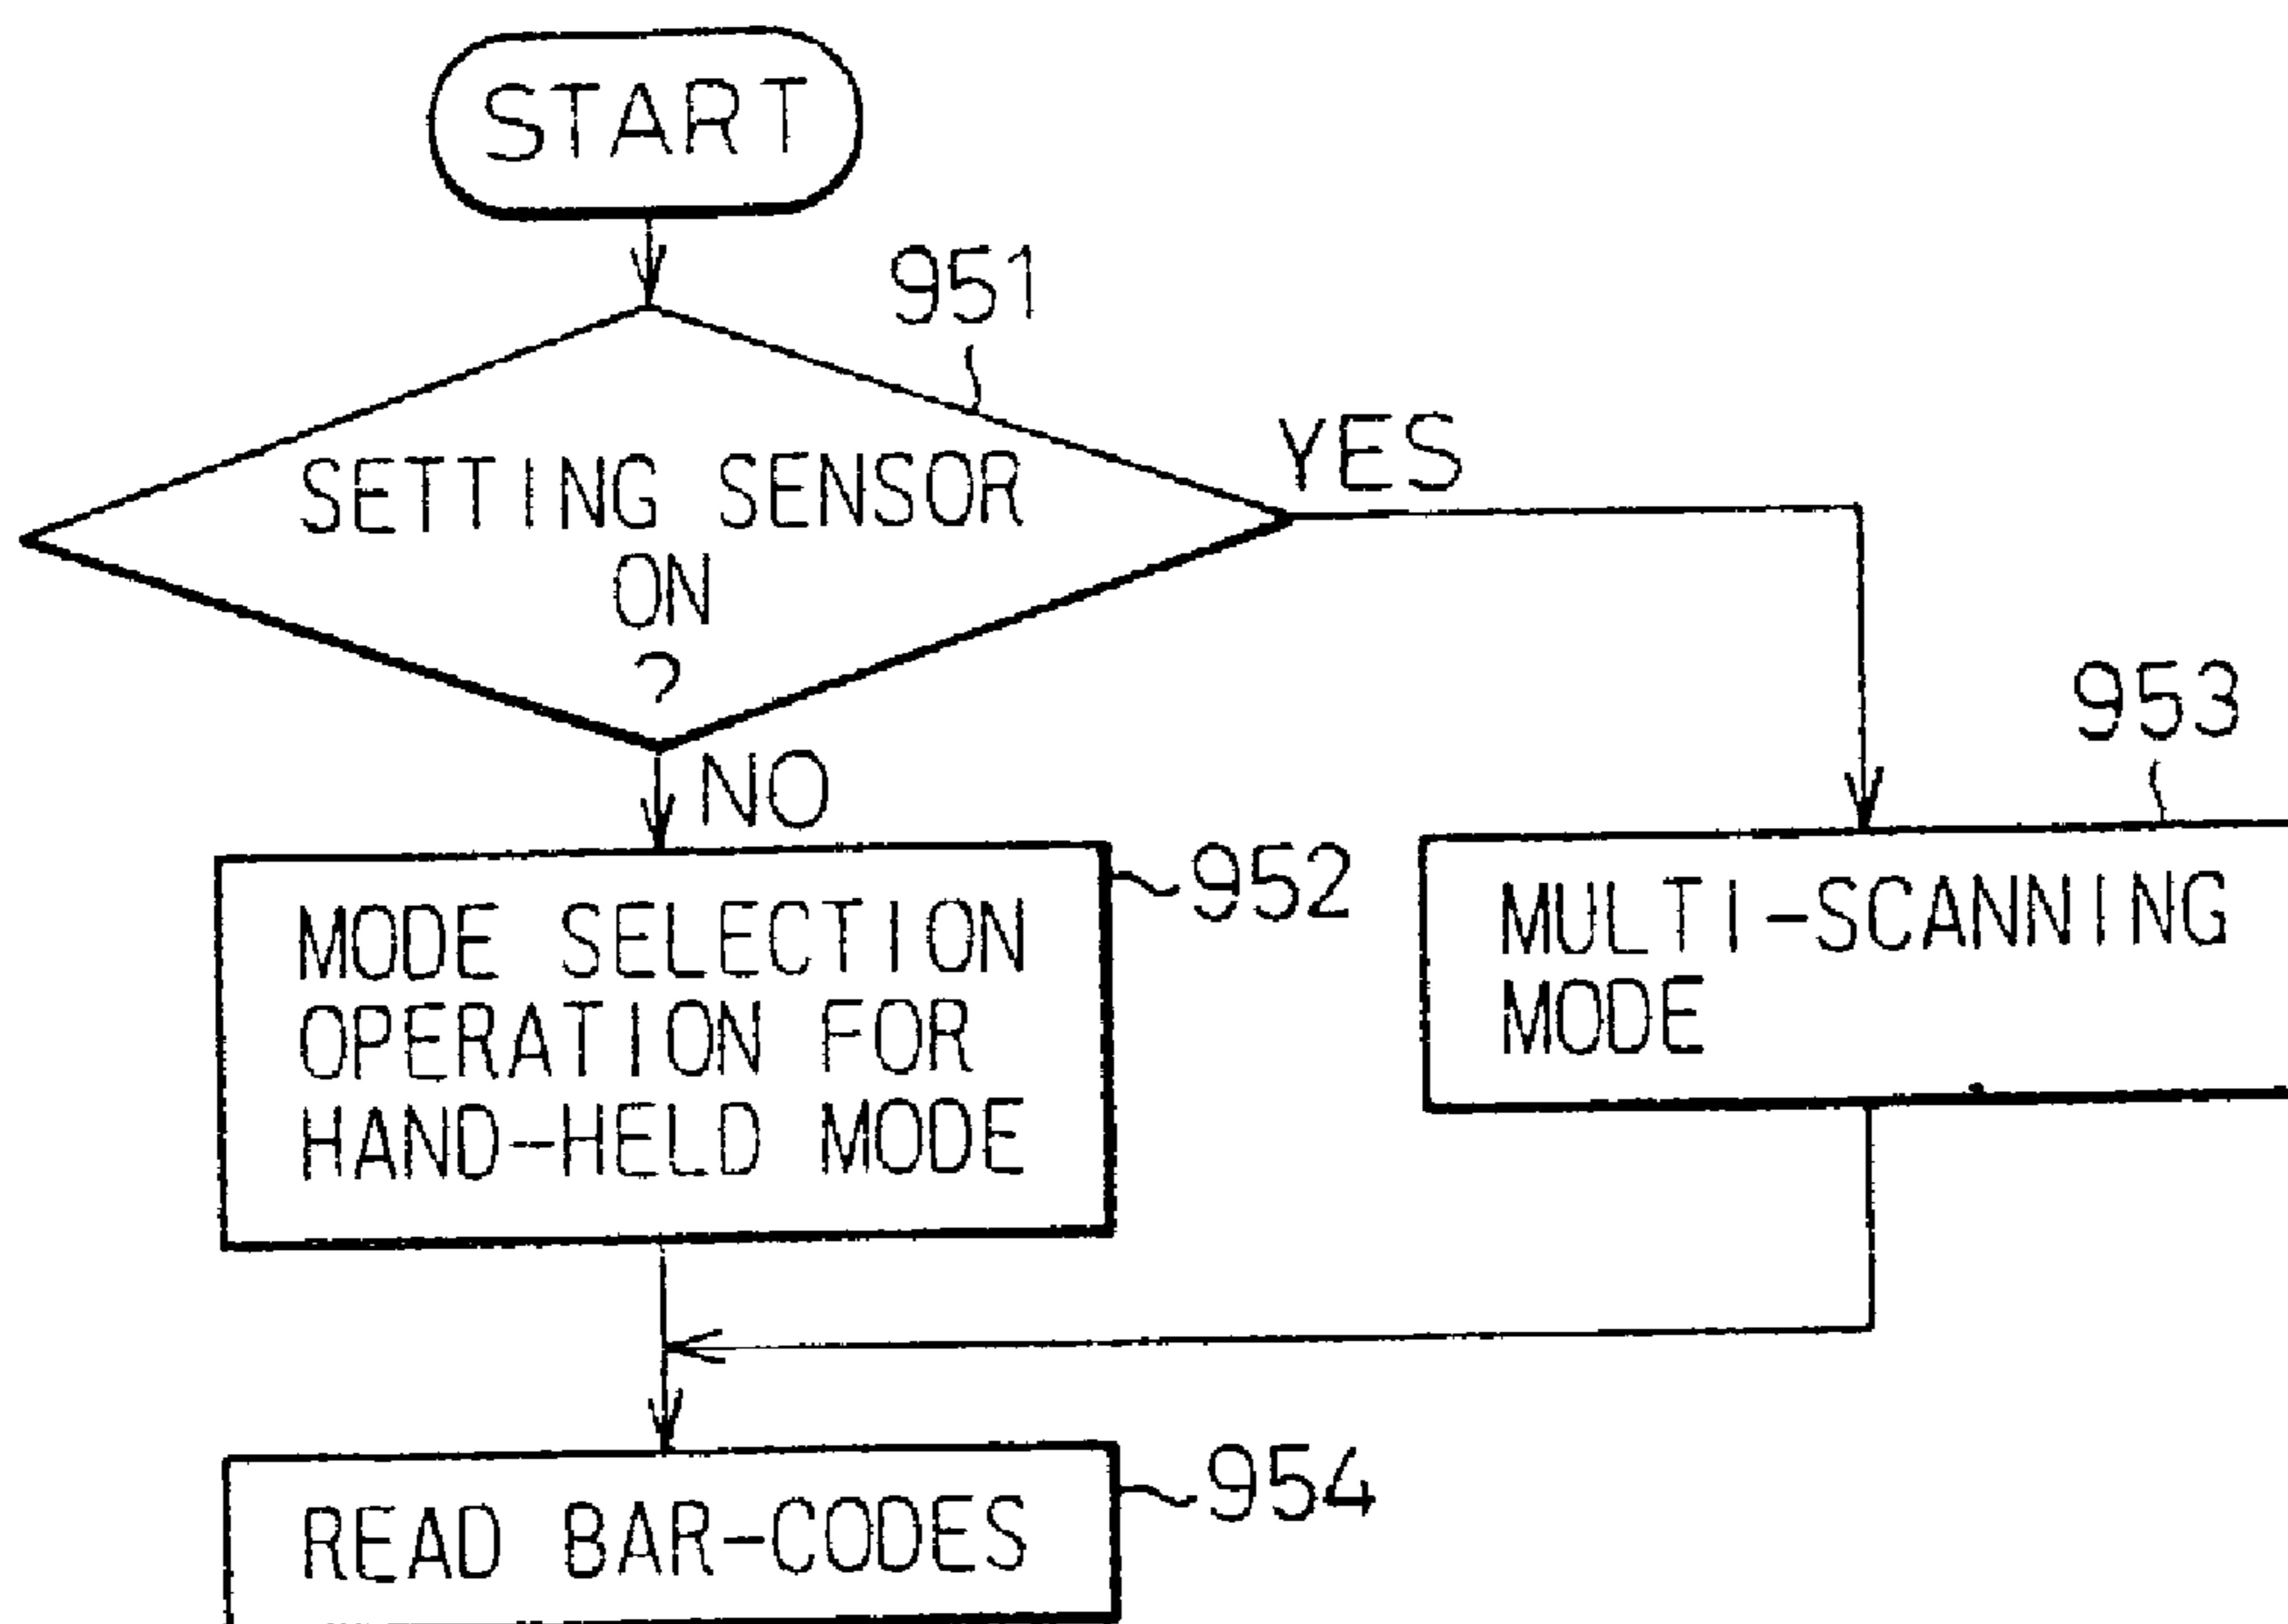 START
951
SETTING SENSOR
ON
?
YES
NO
953
952
MODE SELECTION
OPERATION FOR
HAND-HELD MODE
MULTI-SCANNING
MODE
954
READ BAR-CODES